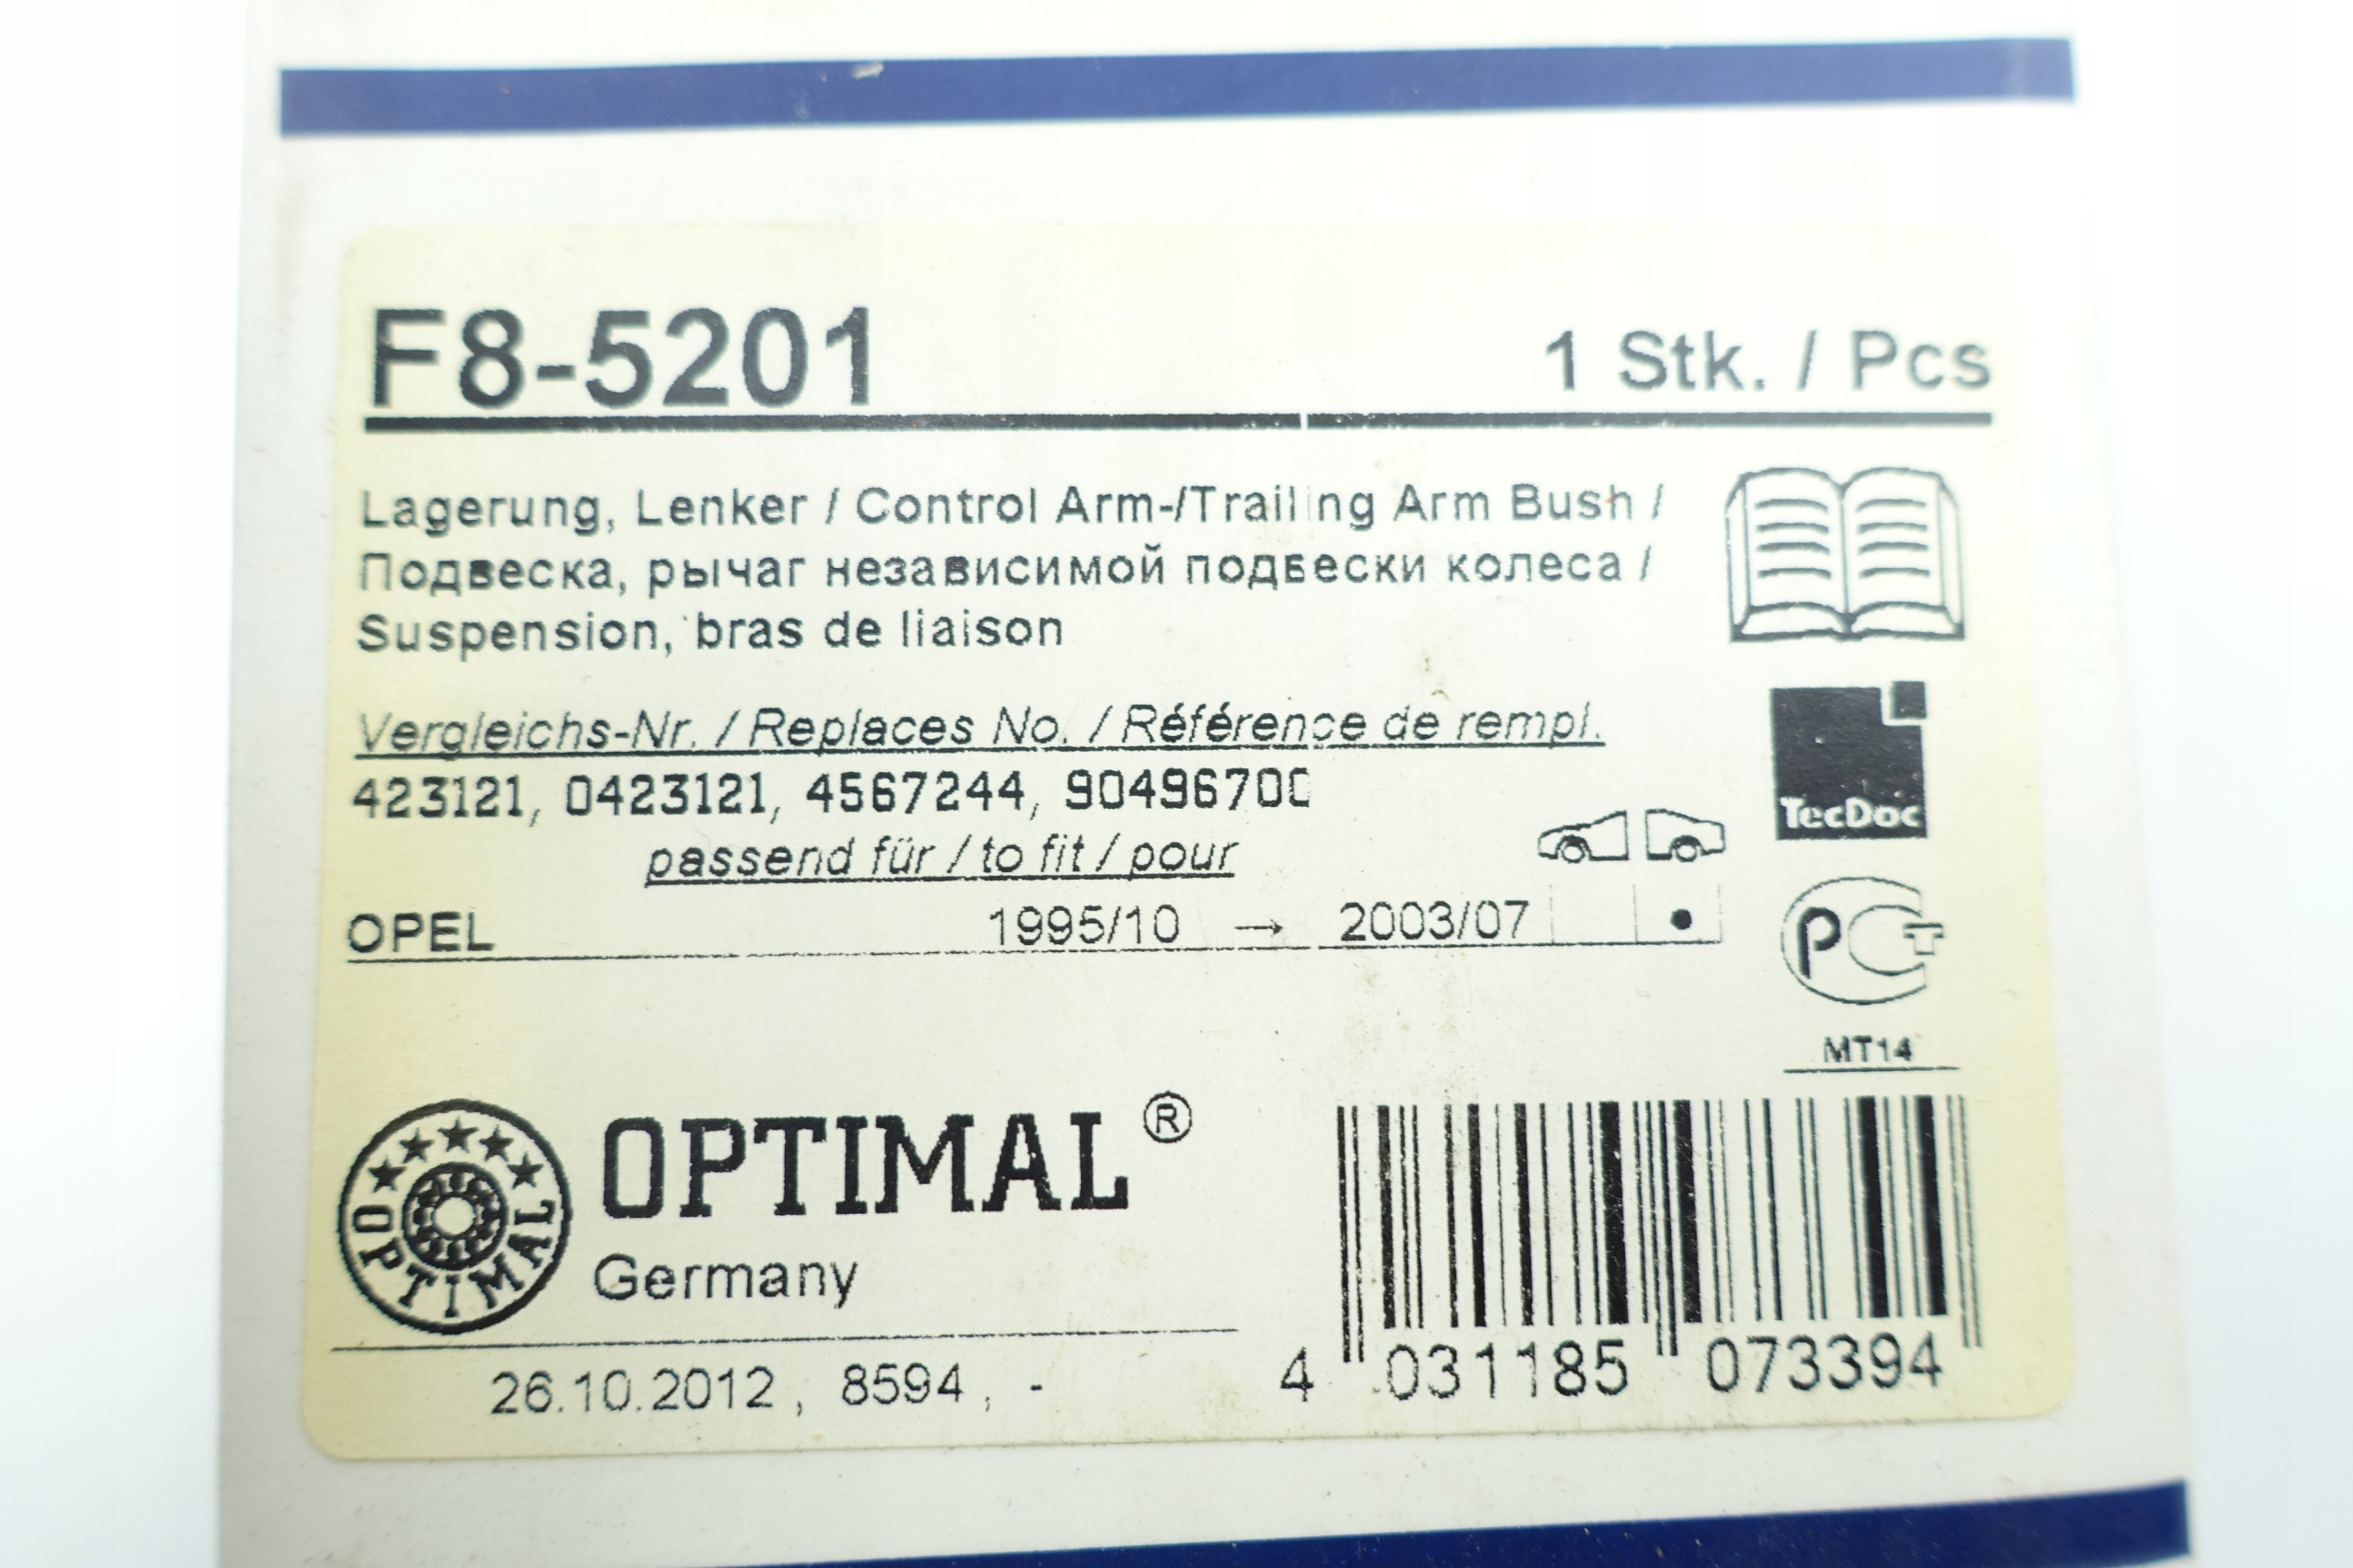 F8-5201 1 Stk. / Pcs
Lagerung, Lenker / Control Arm-/Trailing Arm Bush /
Подвеска, рычаг независимой подвески колеса /
Suspension, bras de liaison
Vergleichs-Nr. / Replaces No. / Référence de rempl.
423121, 0423121, 4567244, 90496700
TecDoc
passend für / to fit / pour
OPEL 1995/10 → 2003/07
РСТ
MT14
OPTIMAL®
OPTIMAL
Germany
26.10.2012, 8594, -
4 031185 073394